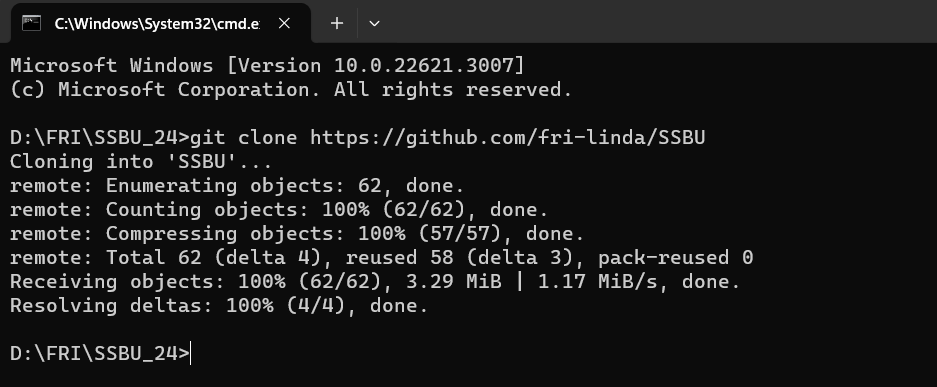 C:\Windows\System32\cmd.e
Microsoft Windows [Version 10.0.22621.3007]
(c) Microsoft Corporation. All rights reserved.
D:\FRI\SSBU_24>git clone https://github.com/fri-linda/SSBU
Cloning into 'SSBU'...
remote: Enumerating objects: 62, done.
remote: Counting objects: 100% (62/62), done.
remote: Compressing objects: 100% (57/57), done.
remote: Total 62 (delta 4), reused 58 (delta 3), pack-reused 0
Receiving objects: 100% (62/62), 3.29 MiB | 1.17 MiB/s, done.
Resolving deltas: 100% (4/4), done.
D:\FRI\SSBU_24>